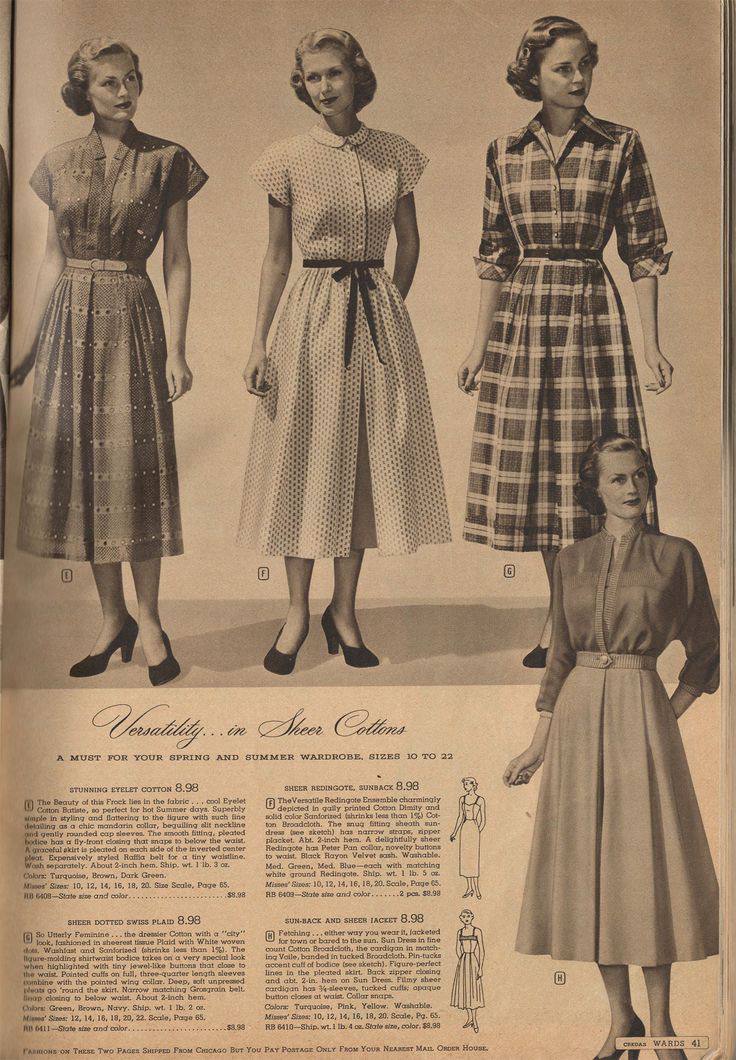 E
F
G
Versatility...in Sheer Cottons
A MUST FOR YOUR SPRING AND SUMMER WARDROBE, SIZES 10 TO 22
STUNNING EYELET COTTON 8.98
E The Beauty of this Frock lies in the fabric . . . cool Eyelet
Cotton Batiste, so perfect for hot Summer days. Superbly
simple in styling and flattering to the figure with such fine
detailing as a chic mandarin collar, beguiling slit neckline
and gently rounded cap sleeves. The smooth fitting, pleated
bodice has a fly-front closing that snaps to below the waist.
A graceful skirt is pleated on each side of the inverted center
pleat. Expensively styled Raffia belt for a tiny waistline.
Wash separately. About 2-inch hem. Ship. wt. 1 lb. 3 oz.
Colors: Turquoise, Brown, Dark Green.
Misses' Sizes: 10, 12, 14, 16, 18, 20. Size Scale, Page 65.
RB 6408—State size and color....................$8.98
SHEER DOTTED SWISS PLAID 8.98
G So Utterly Feminine . . . the dressier Cotton with a "city"
look, fashioned in sheerest tissue Plaid with White woven
dots. Washfast and Sanforized (shrinks less than 1%). The
figure-molding shirtwaist bodice takes on a very special look
when highlighted with tiny jewel-like buttons that close to
the waist. Pointed cuffs on full, three-quarter length sleeves
combine with the pointed wing collar. Deep, soft unpressed
pleats go 'round the skirt. Narrow matching Grosgrain belt.
Snap closing to below waist. About 2-inch hem.
Colors: Green, Brown, Navy. Ship. wt. 1 lb. 2 oz.
Misses' Sizes: 12, 14, 16, 18, 20, 22. Scale, Page 65.
RB 6411—State size and color....................$8.98
SHEER REDINGOTE, SUNBACK 8.98
F The Versatile Redingote Ensemble charmingly
depicted in gaily printed Cotton Dimity and
solid color Sanforized (shrinks less than 1%) Cot-
ton Broadcloth. The snug fitting sheath sun-
dress (see sketch) has narrow straps, zipper
placket. Abt. 2-inch hem. A delightfully sheer
Redingote has Peter Pan collar, novelty buttons
to waist. Black Rayon Velvet sash. Washable.
Med. Green, Med. Blue—each with matching
white ground Redingote. Ship. wt. 1 lb. 5 oz.
Misses' Sizes: 10, 12, 14, 16, 18, 20. Scale, Page 65.
RB 6409—State size and color.......2 pcs. $8.98
SUN-BACK AND SHEER JACKET 8.98
H Fetching . . . either way you wear it, jacketed
for town or bared to the sun. Sun Dress in fine
count Cotton Broadcloth, the cardigan in match-
ing Voile, banded in tucked Broadcloth. Pin-tucks
accent cuff of bodice (see sketch). Figure-perfect
lines in the pleated skirt. Back zipper closing
and abt. 2-in. hem on Sun Dress. Filmy sheer
cardigan has ¾-sleeves, tucked cuffs; opaque
button closes at waist. Collar snaps.
Colors: Turquoise, Pink, Yellow. Washable.
Misses' Sizes: 10, 12, 14, 16, 18, 20. Scale, Pg. 65.
RB 6410—Ship. wt. 1 lb. 4 oz. State size, color. $8.98
H
WARDS 41
FASHIONS ON THESE TWO PAGES SHIPPED FROM CHICAGO BUT YOU PAY POSTAGE ONLY FROM YOUR NEAREST MAIL ORDER HOUSE.